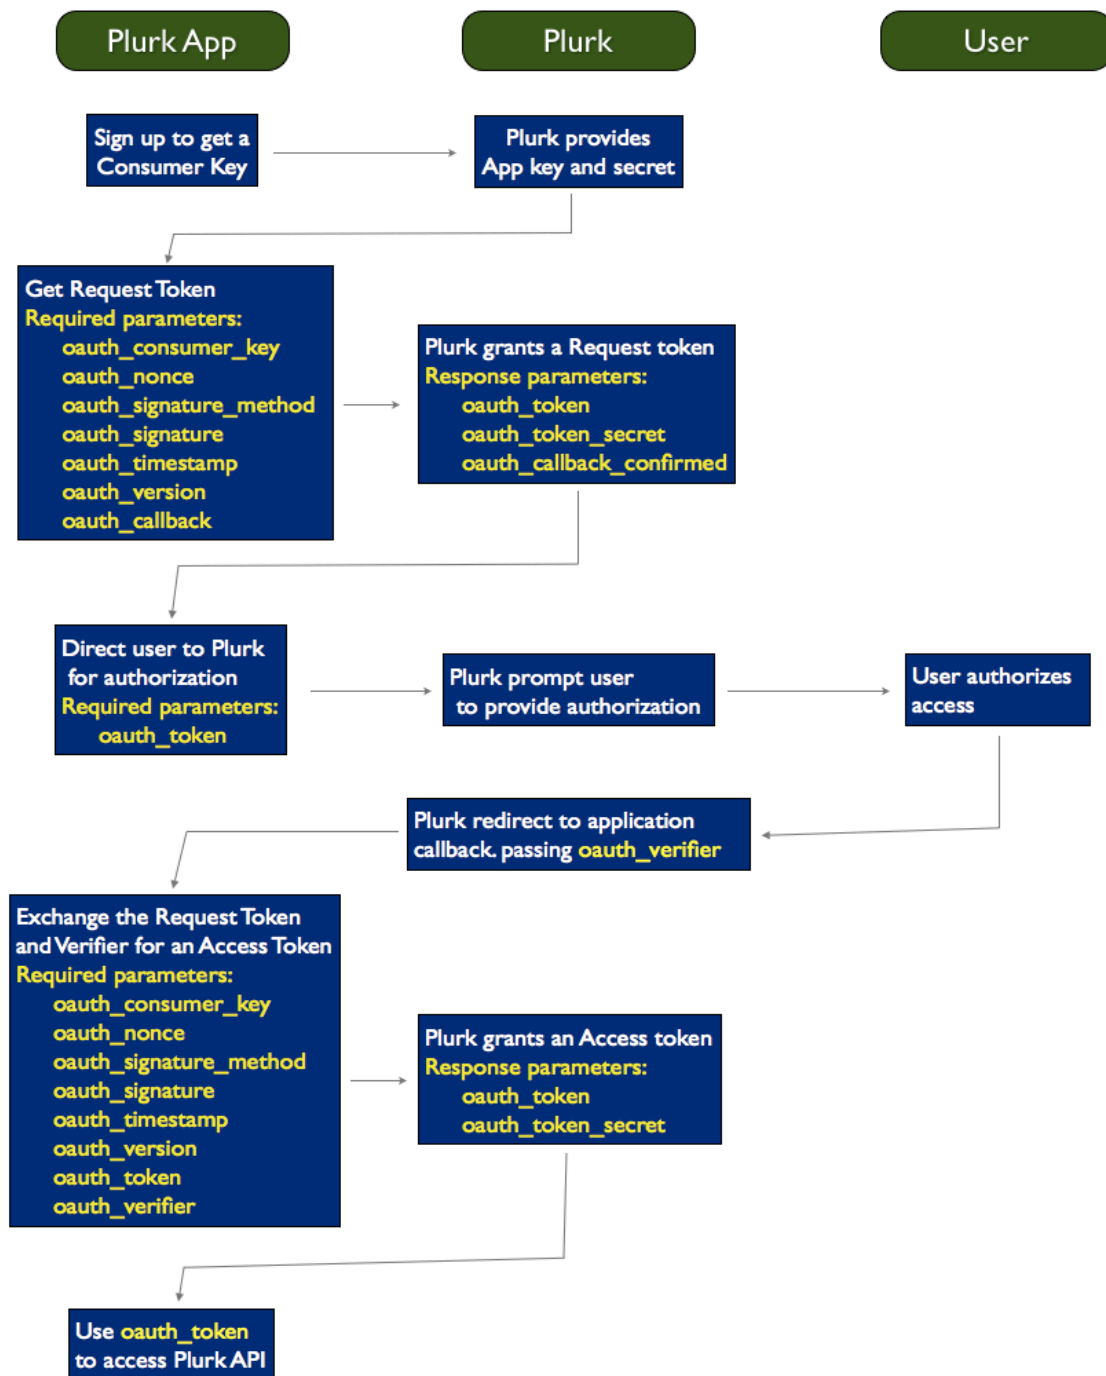 Plurk App
Plurk
User
Sign up to get a
Consumer Key
Plurk provides
App key and secret
Get Request Token
Required parameters:
oauth_consumer_key
oauth_nonce
oauth_signature_method
oauth_signature
oauth_timestamp
oauth_version
oauth_callback
Plurk grants a Request token
Response parameters:
oauth_token
oauth_token_secret
oauth_callback_confirmed
Direct user to Plurk
for authorization
Required parameters:
oauth_token
Plurk prompt user
to provide authorization
User authorizes
access
Plurk redirect to application
callback. passing oauth_verifier
Exchange the Request Token
and Verifier for an Access Token
Required parameters:
oauth_consumer_key
oauth_nonce
oauth_signature_method
oauth_signature
oauth_timestamp
oauth_version
oauth_token
oauth_verifier
Plurk grants an Access token
Response parameters:
oauth_token
oauth_token_secret
Use oauth_token
to access Plurk API